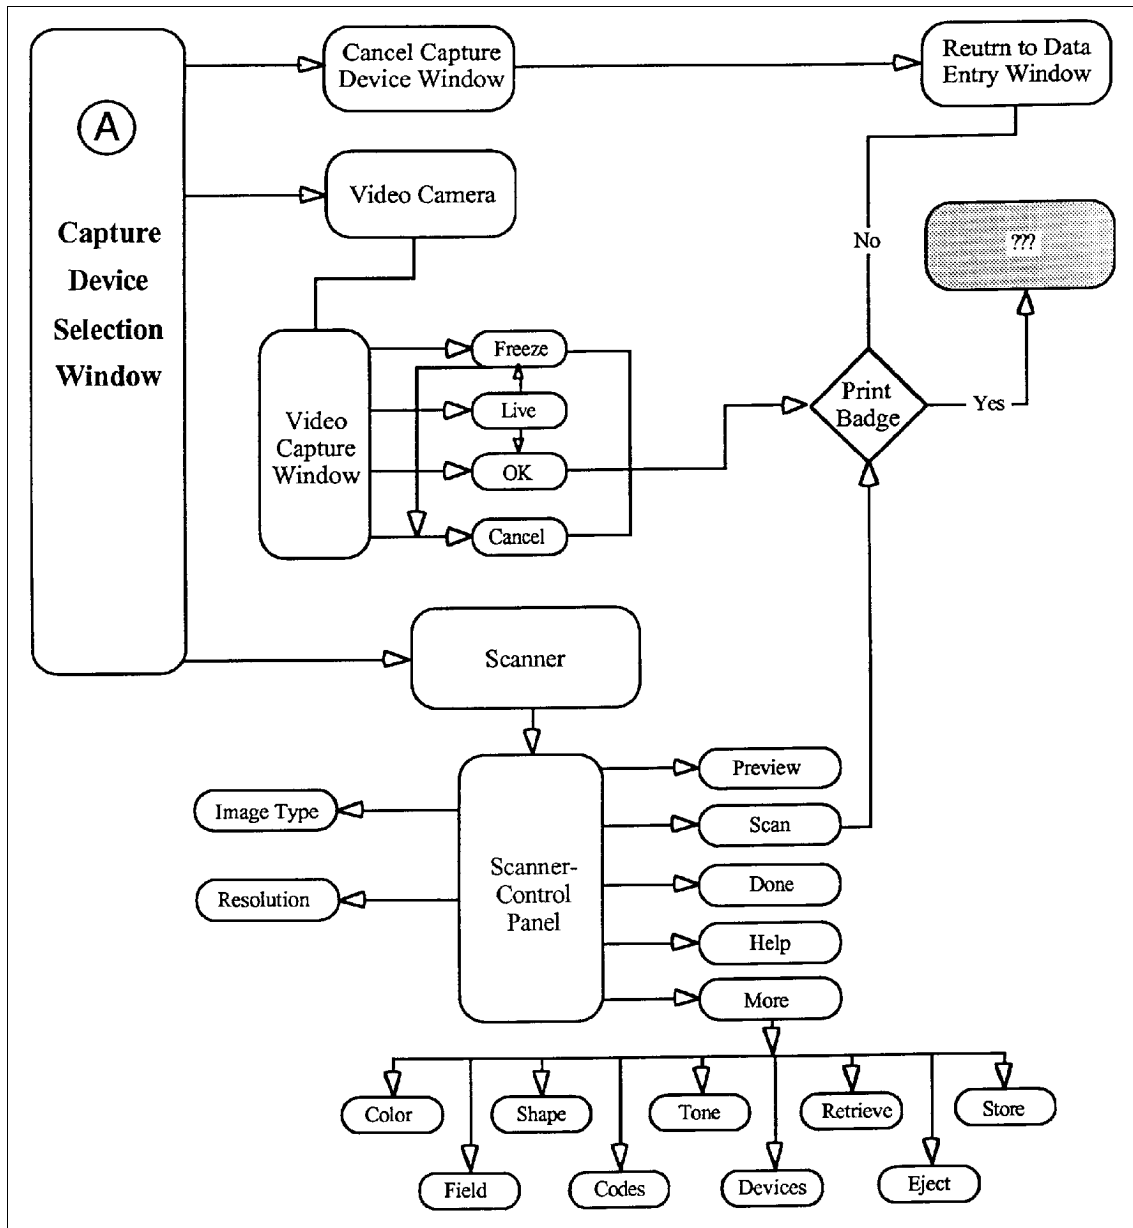 A
Capture
Device
Selection
Window
Cancel Capture
Device Window
Reutrn to Data
Entry Window
Video Camera
No
???
Freeze
Live
OK
Cancel
Video
Capture
Window
Print
Badge
Yes
Scanner
Scanner-
Control
Panel
Image Type
Resolution
Preview
Scan
Done
Help
More
Color
Shape
Tone
Retrieve
Store
Field
Codes
Devices
Eject